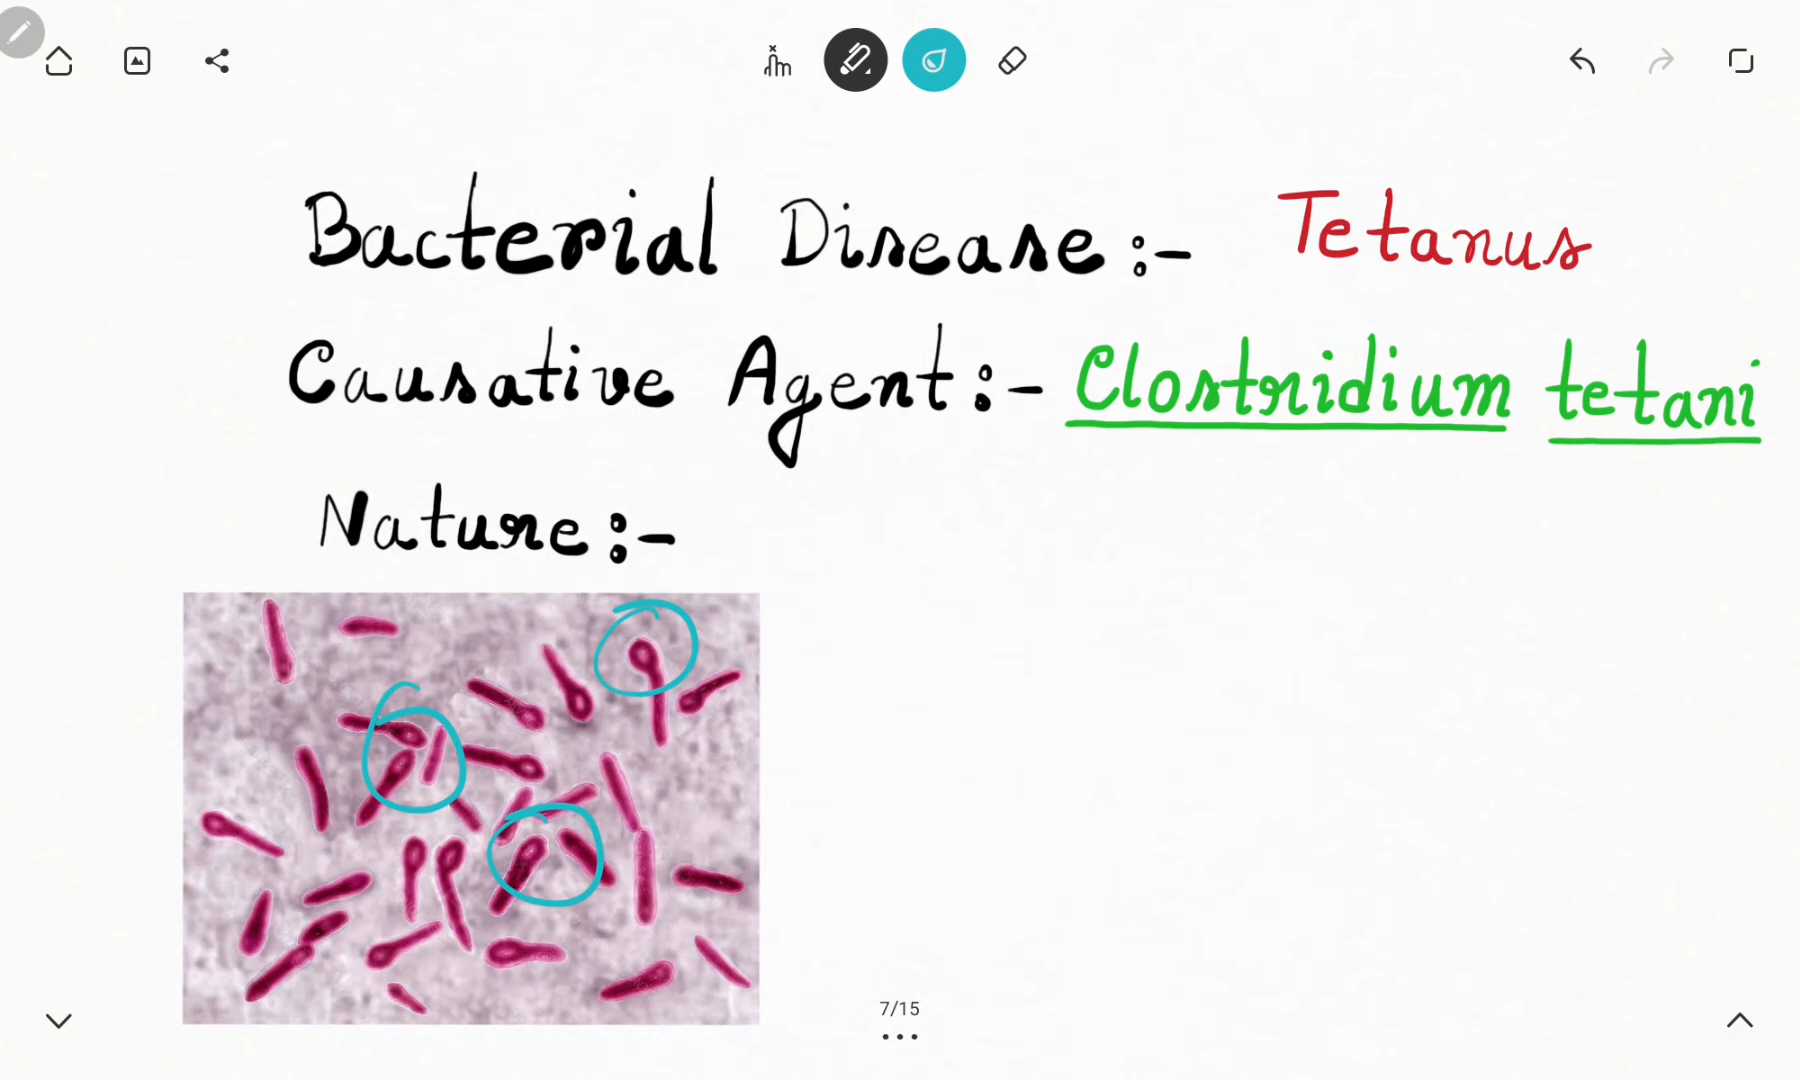 Bacterial Disease:- Tetanus
Causative Agent:- Clostridium tetani
Nature:-
7/15